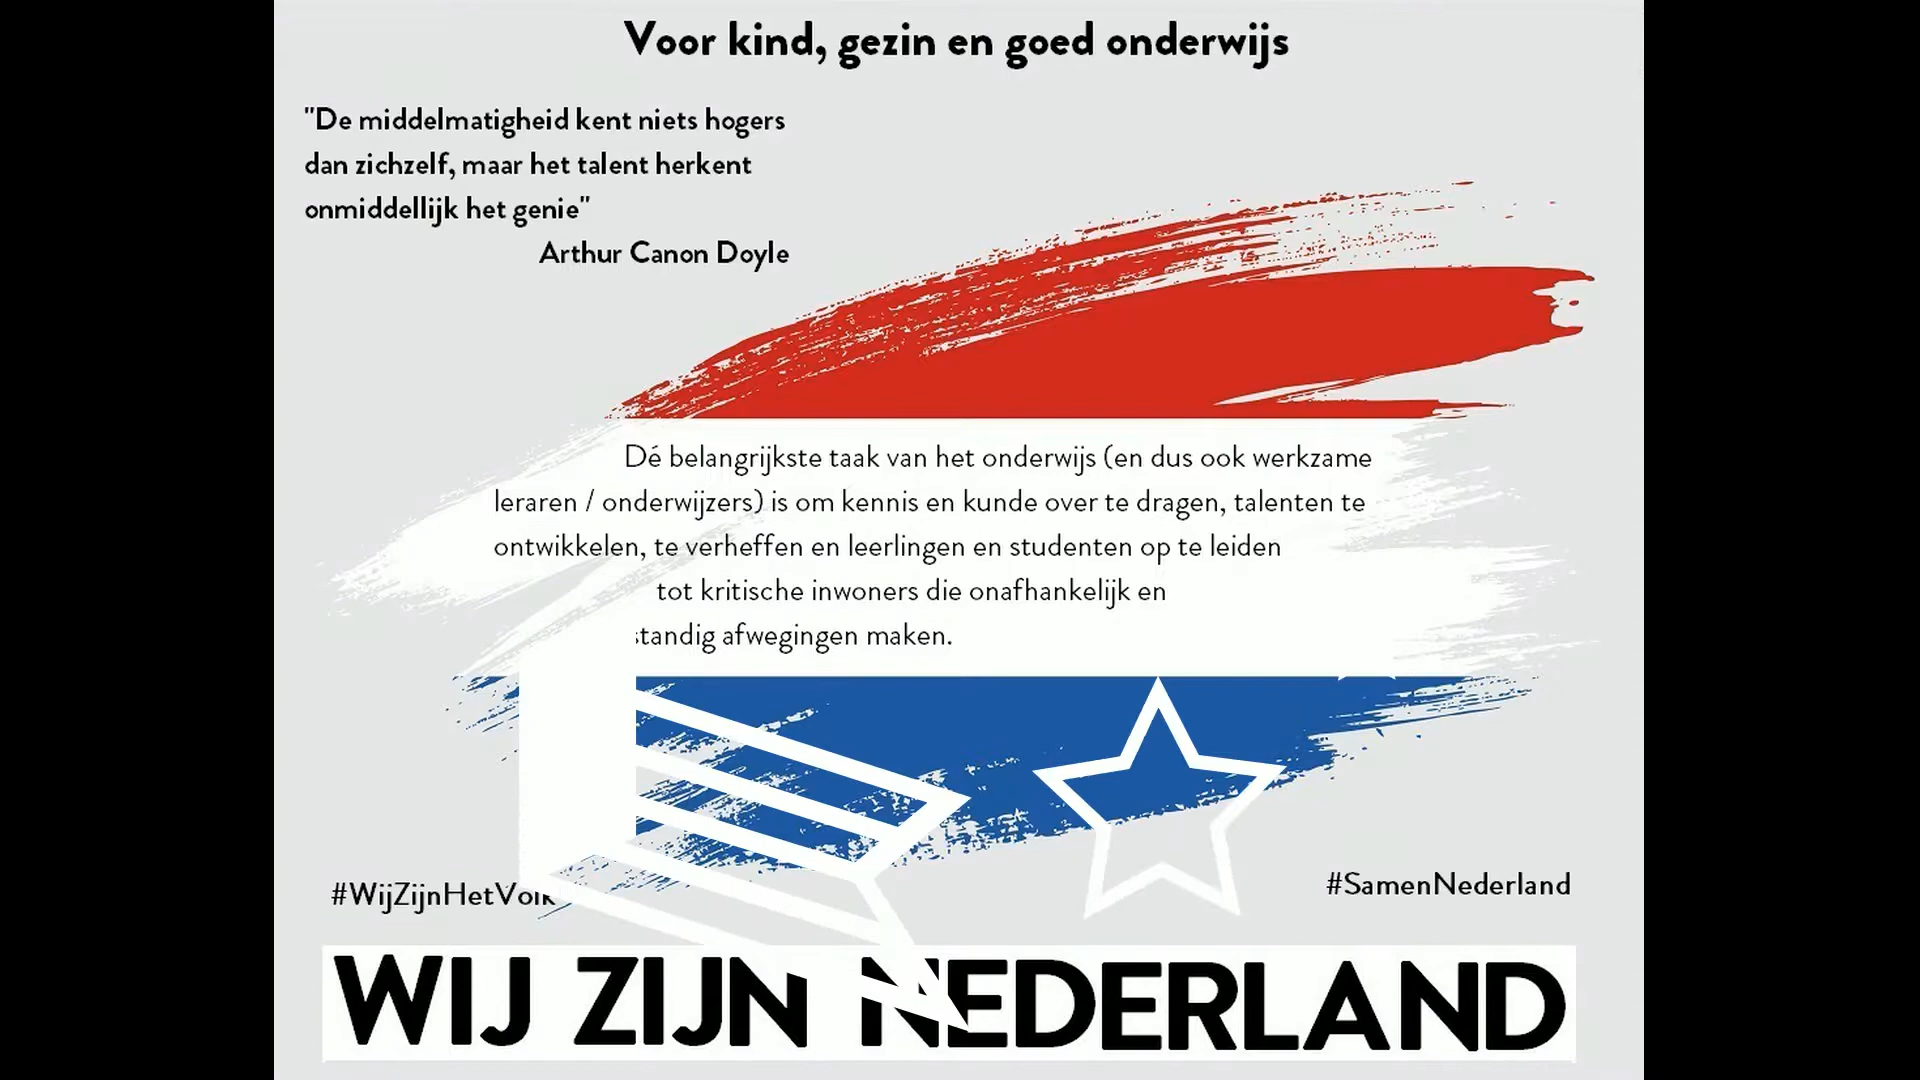 Voor kind, gezin en goed onderwijs
"De middelmatigheid kent niets hogers
dan zichzelf, maar het talent herkent
onmiddellijk het genie"
Arthur Canon Doyle
Dé belangrijkste taak van het onderwijs (en dus ook werkzame
leraren / onderwijzers) is om kennis en kunde over te dragen, talenten te
ontwikkelen, te verheffen en leerlingen en studenten op te leiden
tot kritische inwoners die onafhankelijk en
standig afwegingen maken.
#WijZijnHetVolk
#SamenNederland
WIJ ZIJN NEDERLAND